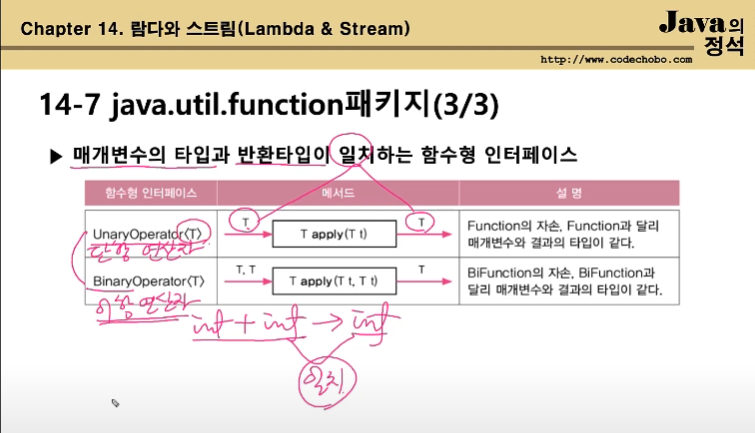 Chapter 14. 람다와 스트림(Lambda & Stream)
Java의
정석
http://www.codechobo.com
14-7 java.util.function패키지(3/3)
▶ 매개변수의 타입과 반환타입이 일치하는 함수형 인터페이스
함수형 인터페이스 메서드 설 명
UnaryOperator<T> T T apply(T t) T Function의 자손, Function과 달리
매개변수와 결과의 타입이 같다.
단항 연산자
BinaryOperator<T> T, T T apply(T t, T t) T BiFunction의 자손, BiFunction과
달리 매개변수와 결과의 타입이 같다.
이항 연산자
int + int → int
일치